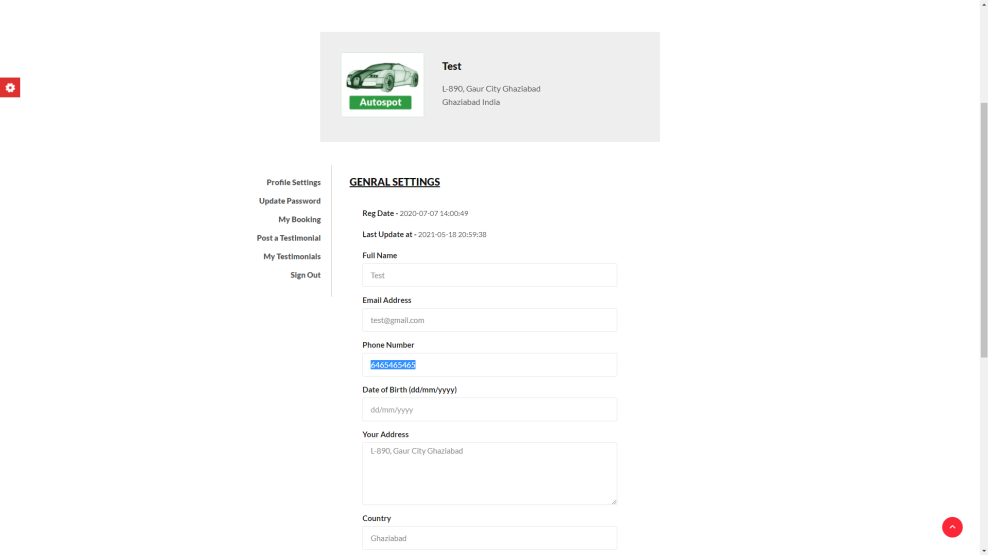 Autospot
Test
L-890, Gaur City Ghaziabad
Ghaziabad India
Profile Settings
Update Password
My Booking
Post a Testimonial
My Testimonials
Sign Out
GENRAL SETTINGS
Reg Date - 2020-07-07 14:00:49
Last Update at - 2021-05-18 20:59:38
Full Name
Test
Email Address
test@gmail.com
Phone Number
6465465465
Date of Birth (dd/mm/yyyy)
dd/mm/yyyy
Your Address
L-890, Gaur City Ghaziabad
Country
Ghaziabad